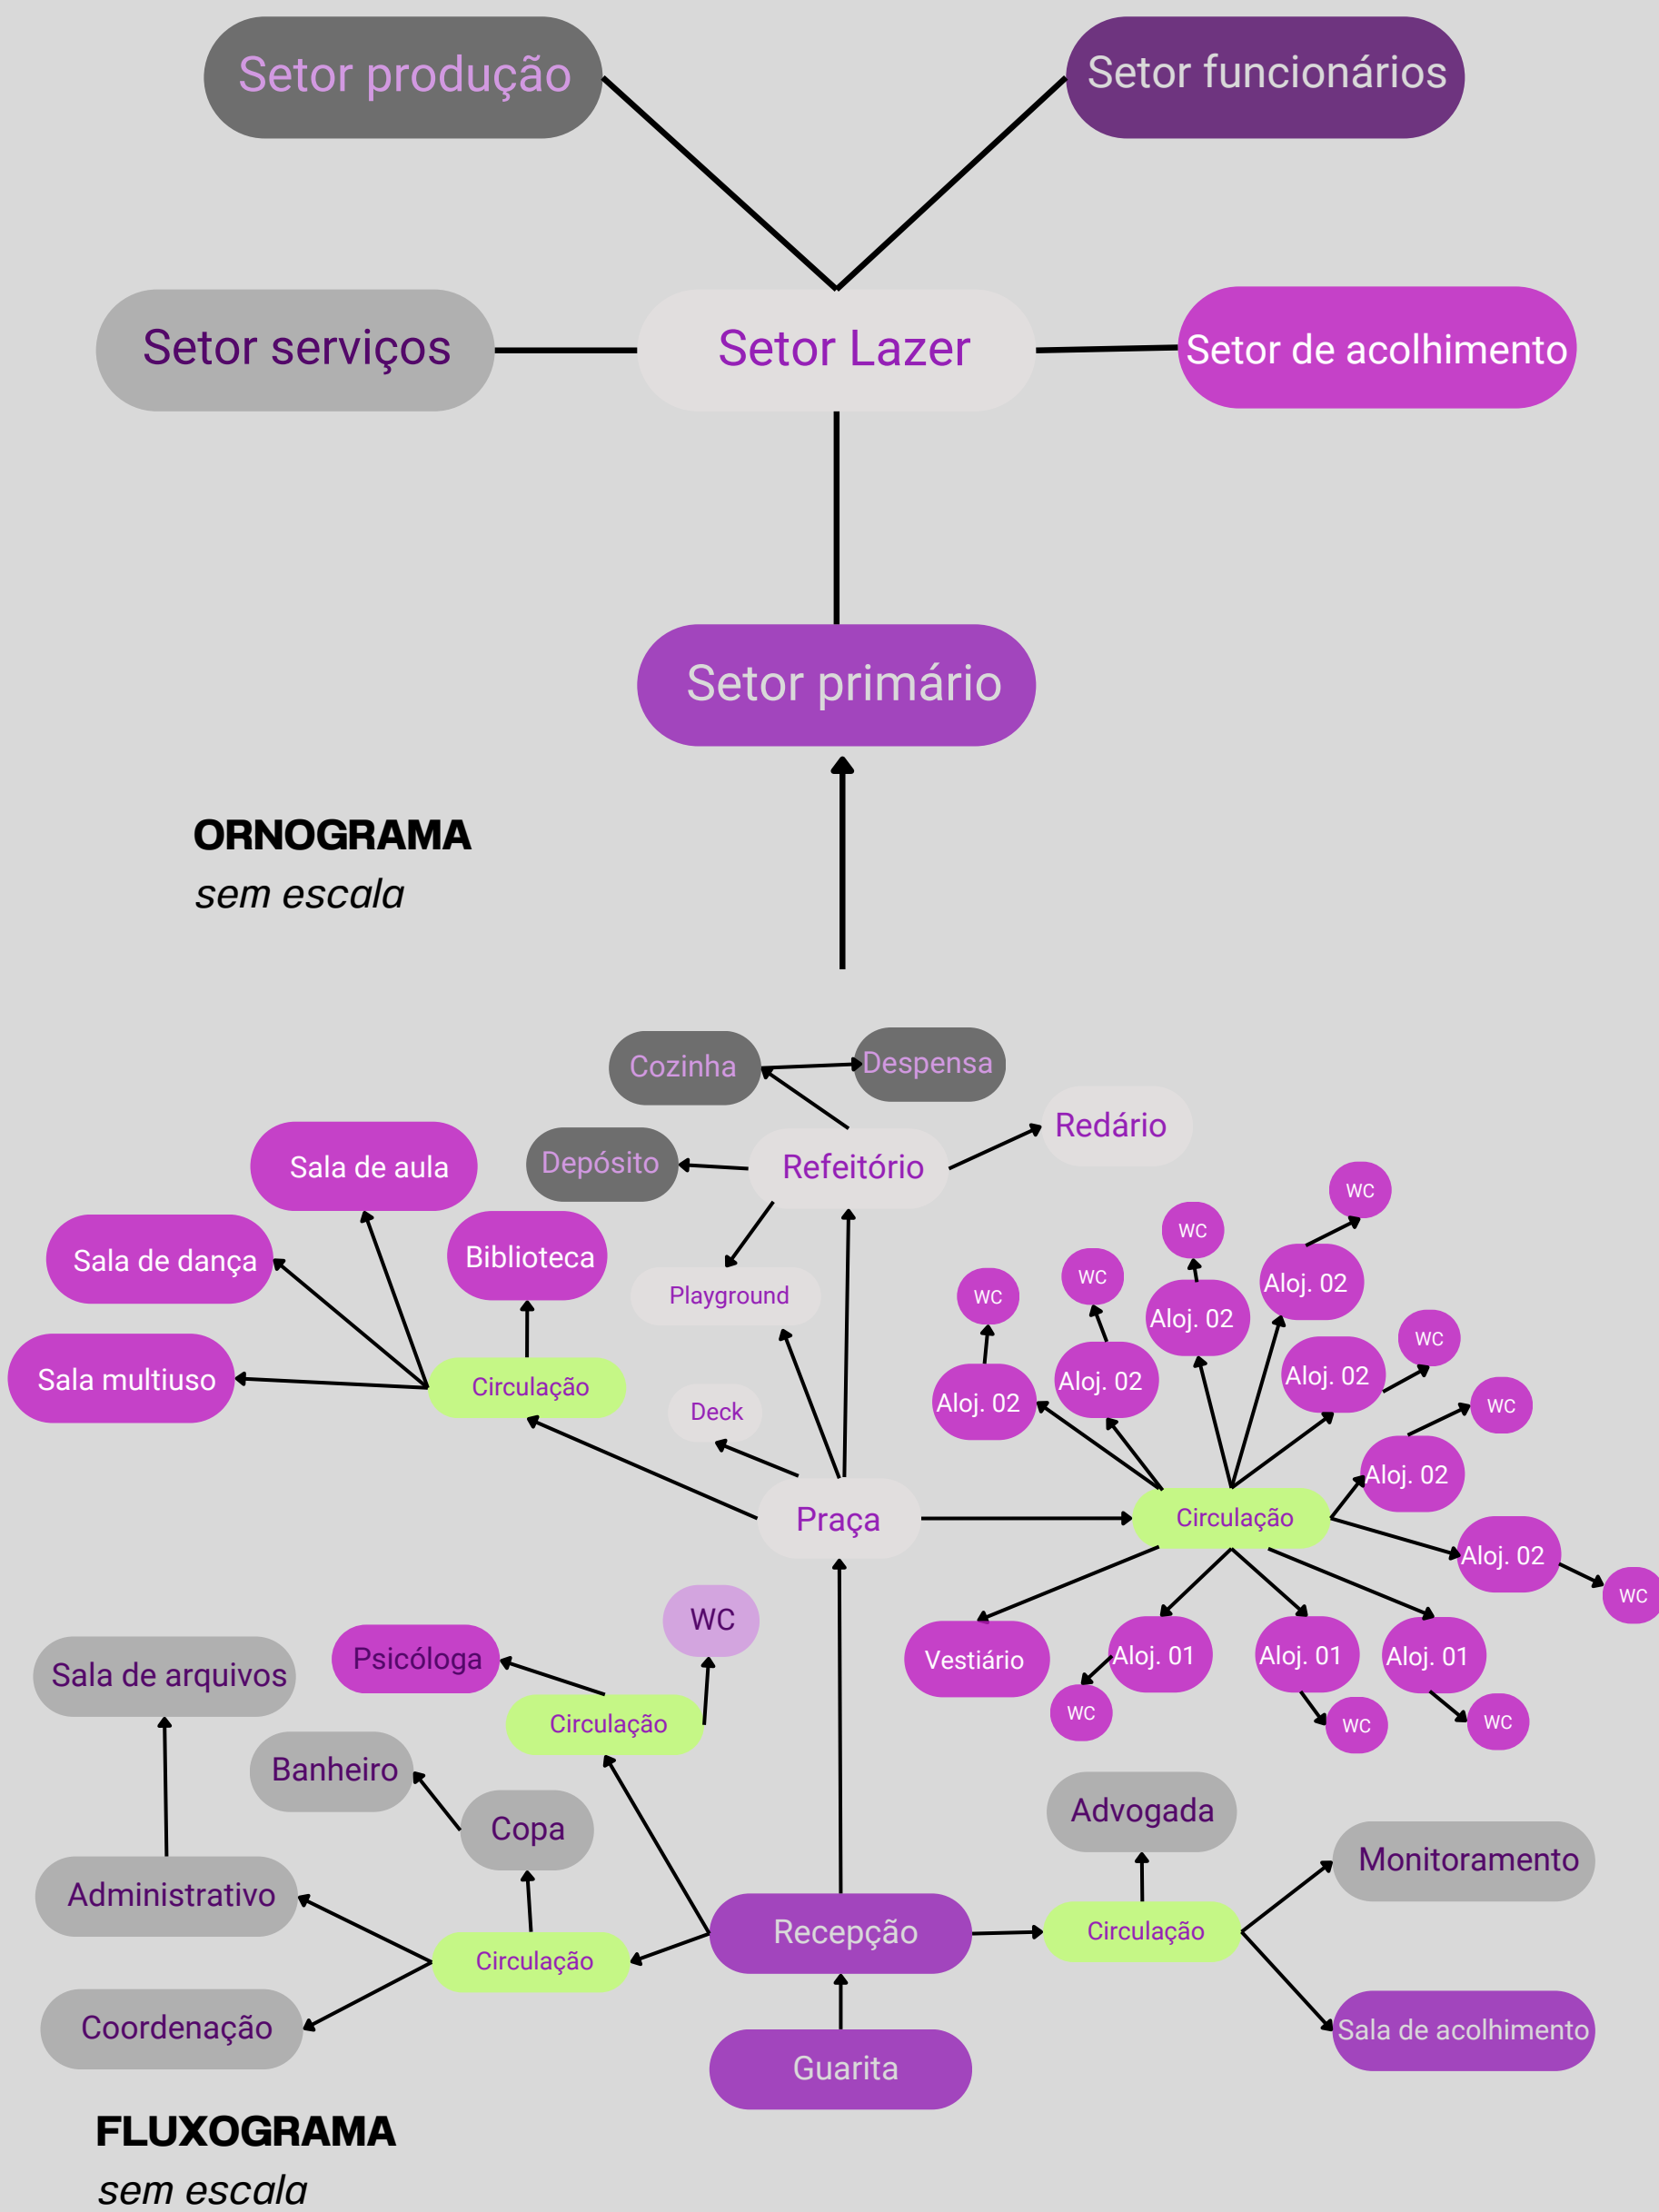 Setor produção
Setor funcionários
Setor serviços
Setor Lazer
Setor de acolhimento
Setor primário
ORNOGRAMA
sem escala
Cozinha
Despensa
Redário
Depósito
Refeitório
Sala de aula
Sala de dança
Biblioteca
Playground
Sala multiuso
Circulação
Deck
Praça
WC
WC
WC
WC
WC
WC
WC
Aloj. 02
Aloj. 02
Aloj. 02
Aloj. 02
Aloj. 02
Aloj. 02
Aloj. 02
Circulação
Vestiário
Aloj. 01
Aloj. 01
Aloj. 01
WC
WC
WC
WC
Psicóloga
Sala de arquivos
Circulação
Banheiro
Copa
Administrativo
Circulação
Coordenação
Recepção
Guarita
Advogada
Monitoramento
Circulação
Sala de acolhimento
FLUXOGRAMA
sem escala